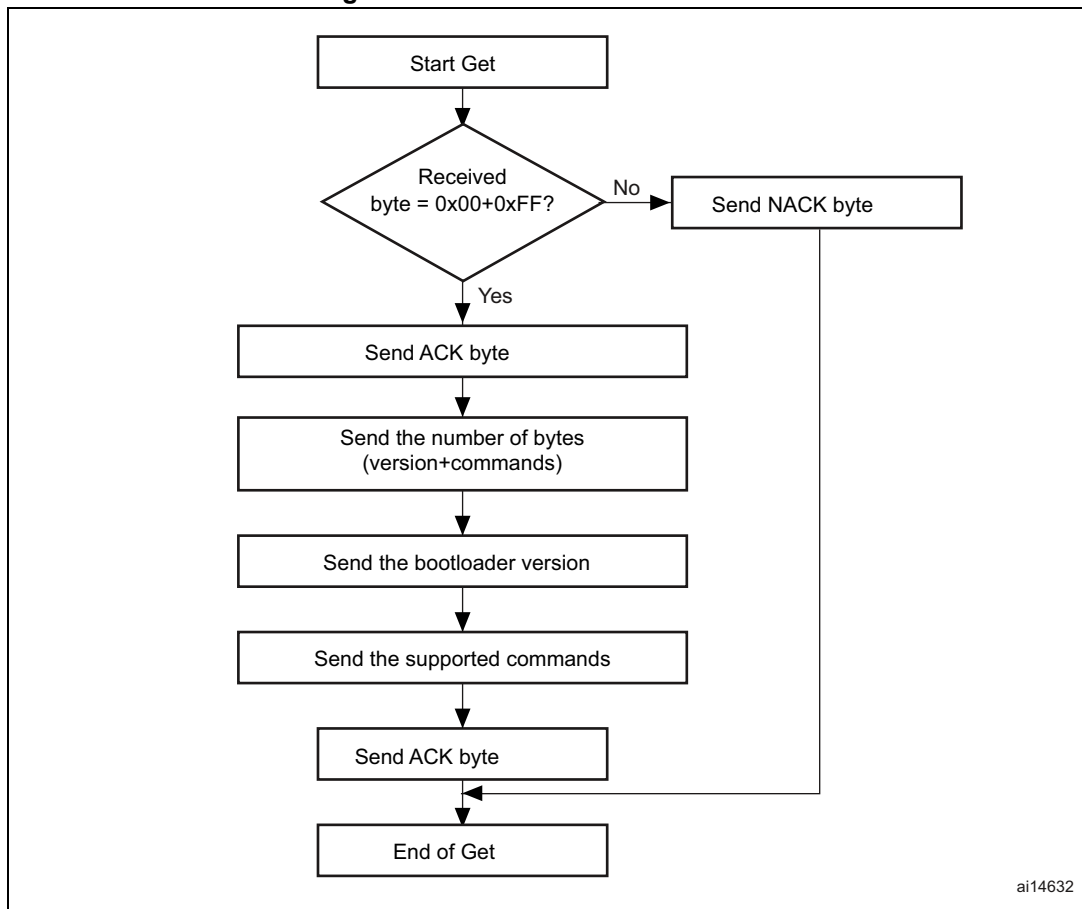 Start Get
Received
byte = 0x00+0xFF?
No
Send NACK byte
Yes
Send ACK byte
Send the number of bytes
(version+commands)
Send the bootloader version
Send the supported commands
Send ACK byte
End of Get
ai14632